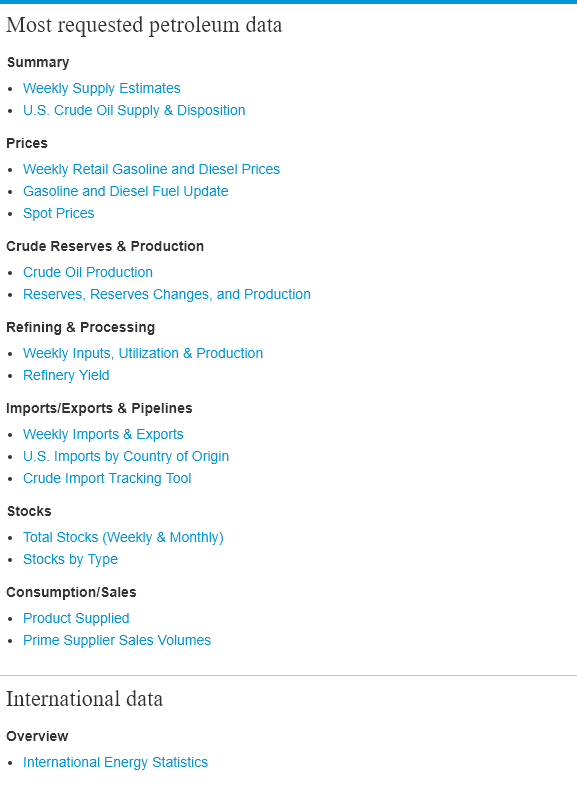 Most requested petroleum data
Summary
Weekly Supply Estimates
U.S. Crude Oil Supply & Disposition
Prices
Weekly Retail Gasoline and Diesel Prices
Gasoline and Diesel Fuel Update
Spot Prices
Crude Reserves & Production
Crude Oil Production
Reserves, Reserves Changes, and Production
Refining & Processing
Weekly Inputs, Utilization & Production
Refinery Yield
Imports/Exports & Pipelines
Weekly Imports & Exports
U.S. Imports by Country of Origin
Crude Import Tracking Tool
Stocks
Total Stocks (Weekly & Monthly)
Stocks by Type
Consumption/Sales
Product Supplied
Prime Supplier Sales Volumes
International data
Overview
International Energy Statistics